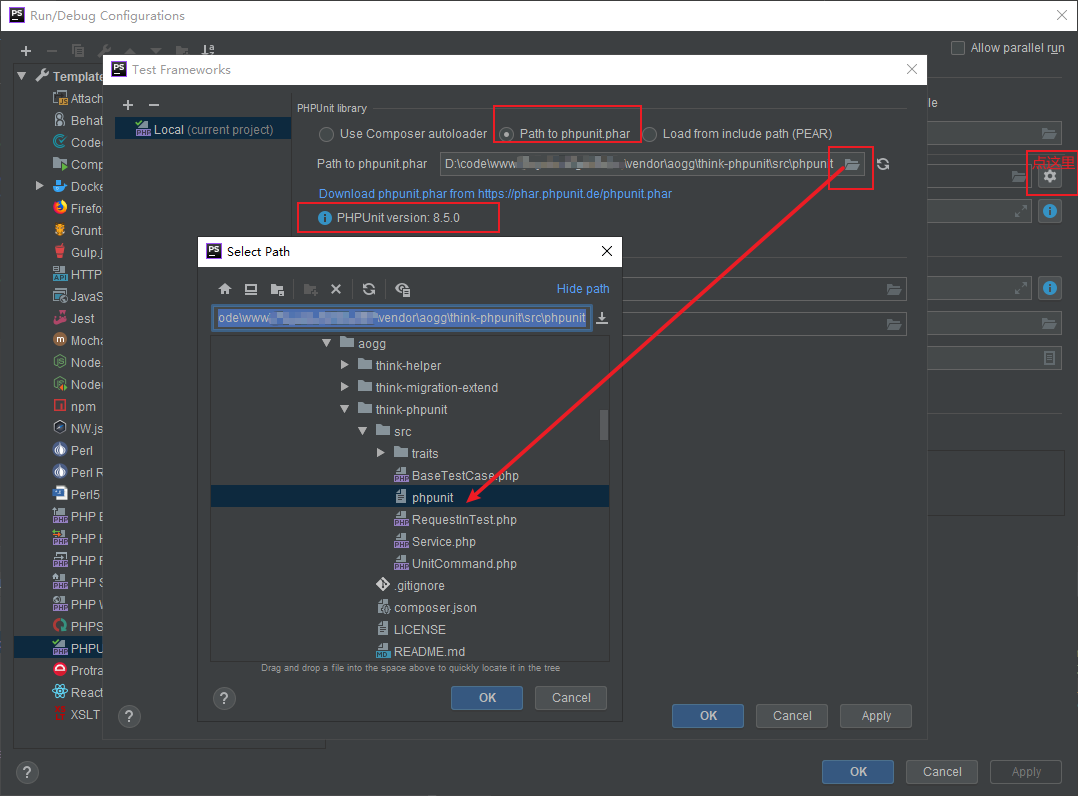 Run/Debug Configurations
Allow parallel run
Templat
Attach
Behat
Codec
Comp
Docke
Firefo
Grunt.
Gulp.j
HTTP
JavaS
Jest
Mocha
Node.
Node
npm
NW.js
Perl
Perl R
Perl5
PHP
PHP H
PHP
PHP S
PHP
PHPS
PHPU
Protra
React
XSLT
点这里
Test Frameworks
Local (current project)
PHPUnit library
Use Composer autoloader
Path to phpunit.phar
Load from include path (PEAR)
Path to phpunit.phar
D:\code\www
\vendor\aogg\think-phpunit\src\phpunit
Download phpunit.phar from https://phar.phpunit.de/phpunit.phar
PHPUnit version: 8.5.0
Select Path
Hide path
ode\www
vendor\aogg\think-phpunit\src\phpunit
aogg
think-helper
think-migration-extend
think-phpunit
src
traits
BaseTestCase.php
phpunit
RequestInTest.php
Service.php
UnitCommand.php
.gitignore
composer.json
LICENSE
README.md
Drag and drop a file into the space above to quickly locate it in the tree
OK
Cancel
OK
Cancel
Apply
OK
Cancel
Apply